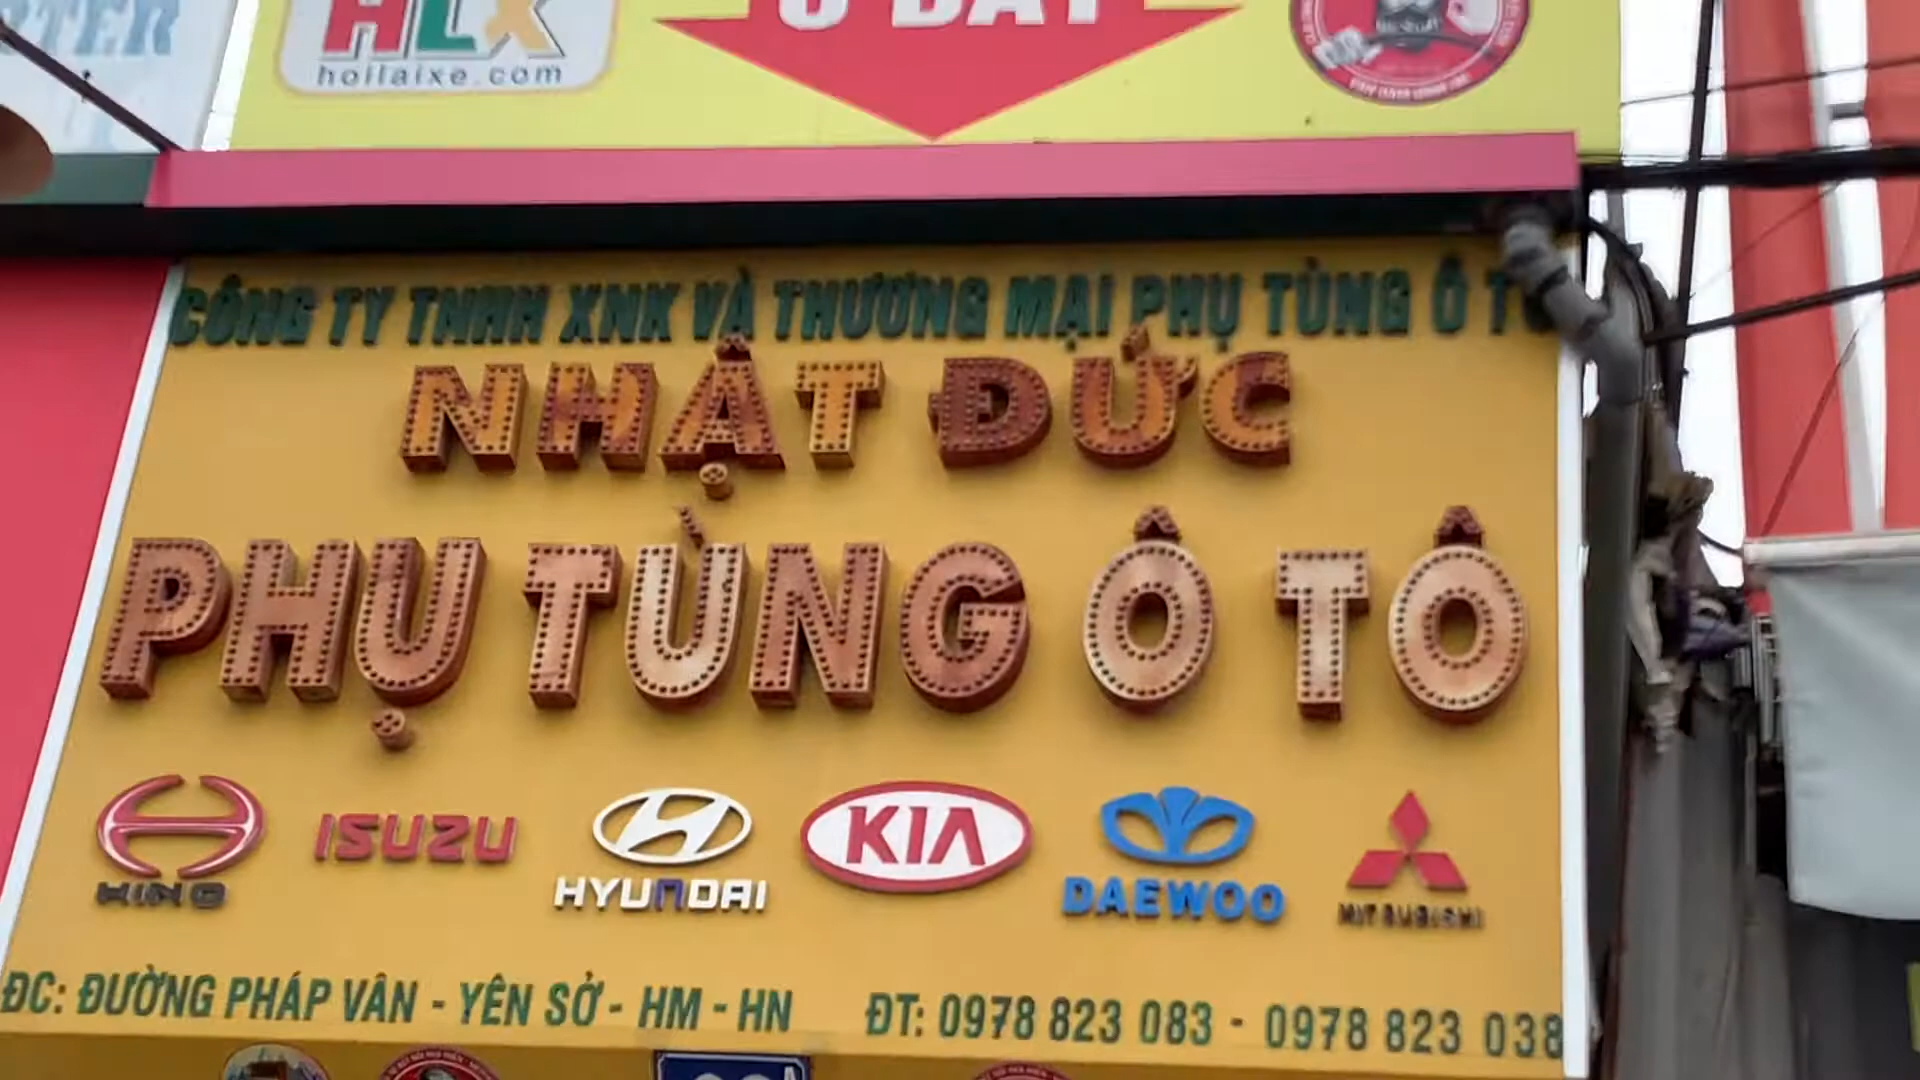 HLX
hoilaixe.com
CÔNG TY TNHH XNK VÀ THƯƠNG MẠI PHỤ TÙNG Ô TÔ
NHẬT ĐỨC
PHỤ TÙNG Ô TÔ
HINO
ISUZU
HYUNDAI
KIA
DAEWOO
MITSUBISHI
ĐC: ĐƯỜNG PHÁP VÂN - YÊN SỞ - HM - HN ĐT: 0978 823 083 - 0978 823 038